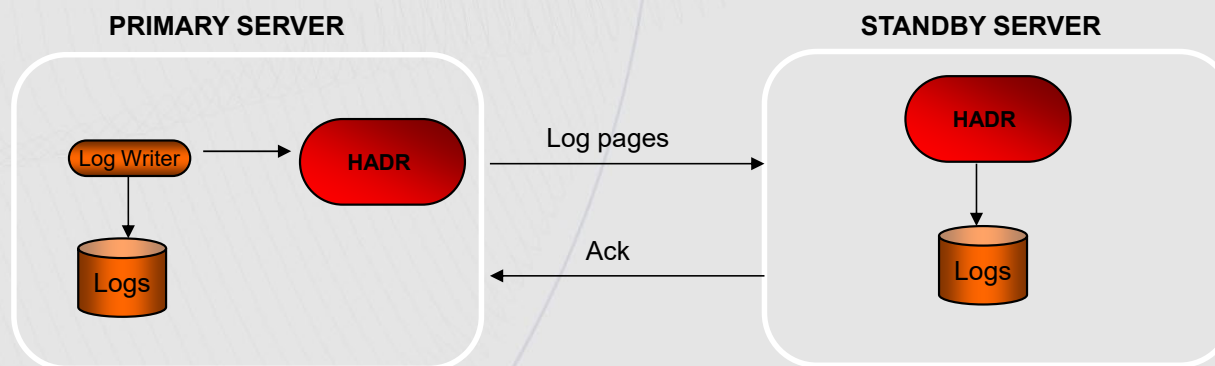 PRIMARY SERVER
STANDBY SERVER
Log Writer
HADR
Logs
Log pages
Ack
HADR
Logs